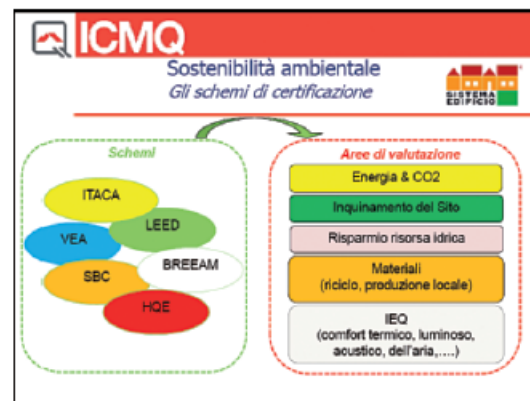 ICMQ
Sostenibilità ambientale
Gli schemi di certificazione
SISTEMA
EDIFICIO
Schemi
ITACA
LEED
VEA
BREEAM
SBC
HQE
Aree di valutazione
Energia & CO2
Inquinamento del Sito
Risparmio risorsa idrica
Materiali
(riciclo, produzione locale)
IEQ
(comfort termico, luminoso,
acustico, dell'aria,....)